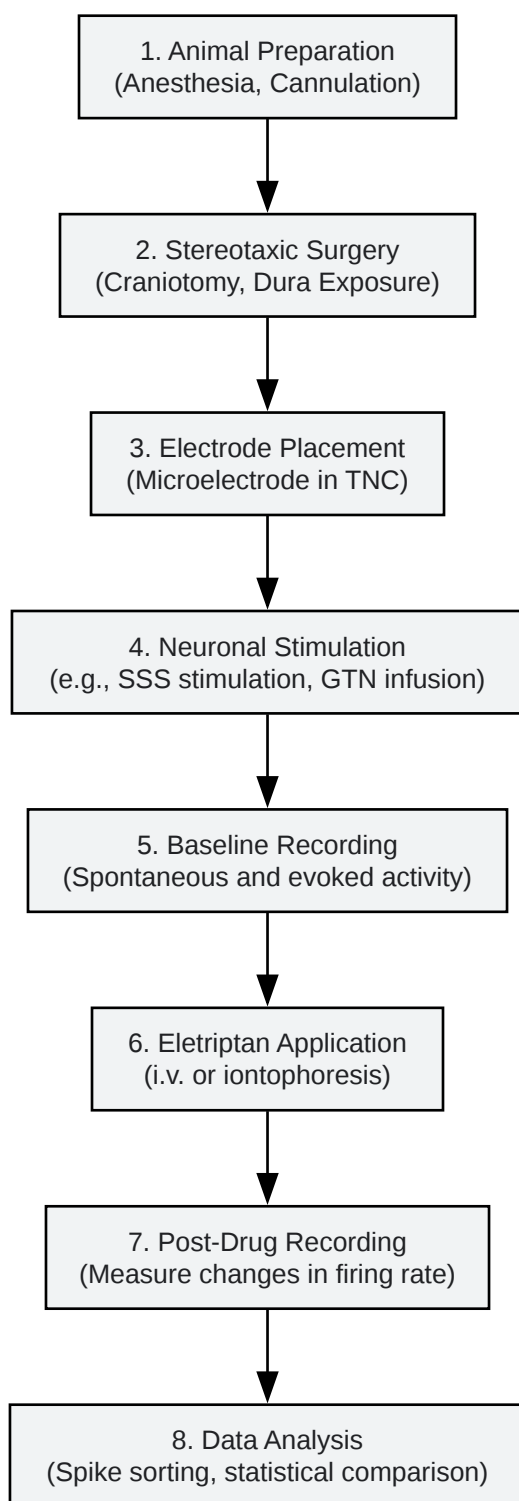 1. Animal Preparation
(Anesthesia, Cannulation)
2. Stereotaxic Surgery
(Craniotomy, Dura Exposure)
3. Electrode Placement
(Microelectrode in TNC)
4. Neuronal Stimulation
(e.g., SSS stimulation, GTN infusion)
5. Baseline Recording
(Spontaneous and evoked activity)
6. Eletriptan Application
(i.v. or iontophoresis)
7. Post-Drug Recording
(Measure changes in firing rate)
8. Data Analysis
(Spike sorting, statistical comparison)